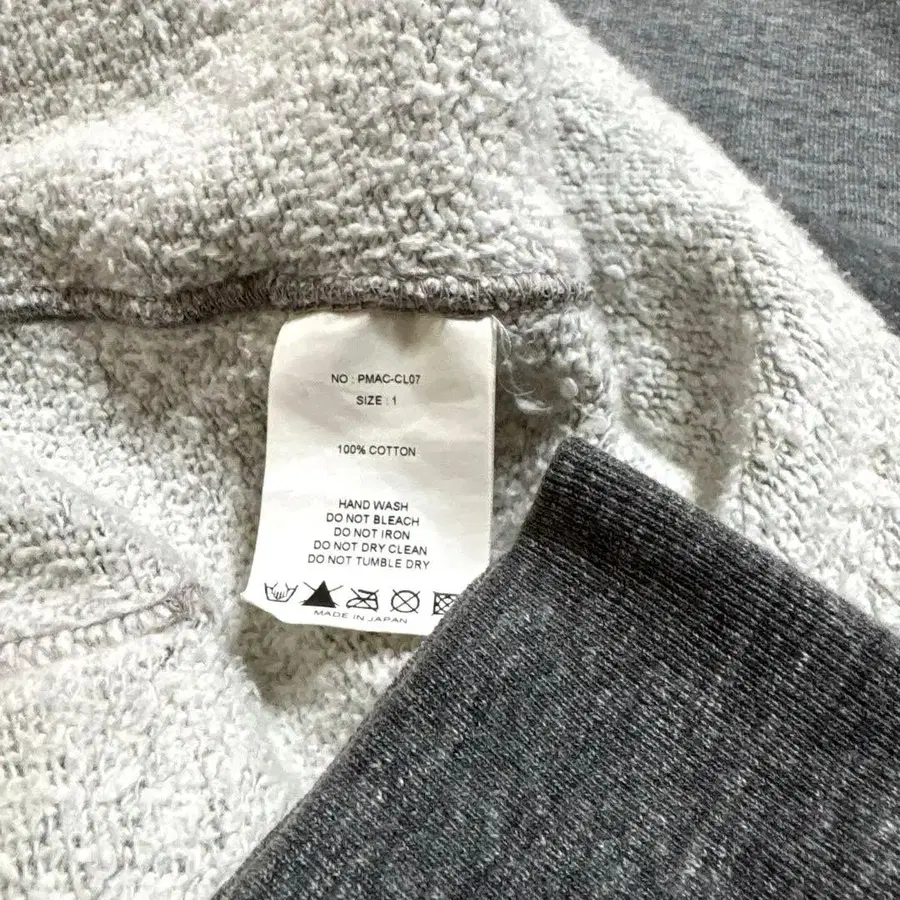 NO : PMAC-CL07
SIZE : 1
100% COTTON
HAND WASH
DO NOT BLEACH
DO NOT IRON
DO NOT DRY CLEAN
DO NOT TUMBLE DRY
MADE IN JAPAN